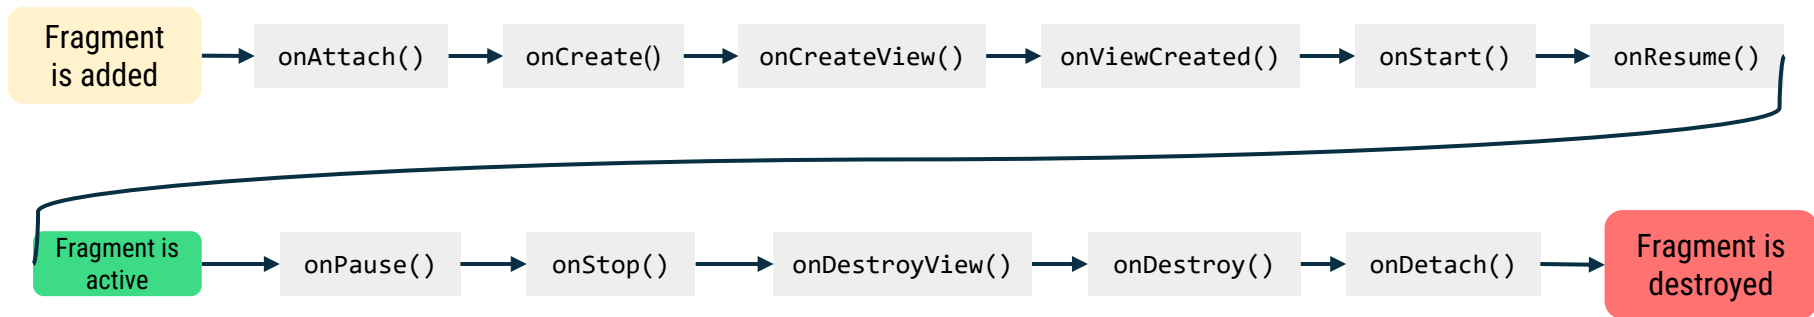 Fragment
is added
onAttach()
onCreate()
onCreateView()
onViewCreated()
onStart()
onResume()
Fragment is
active
onPause()
onStop()
onDestroyView()
onDestroy()
onDetach()
Fragment is
destroyed